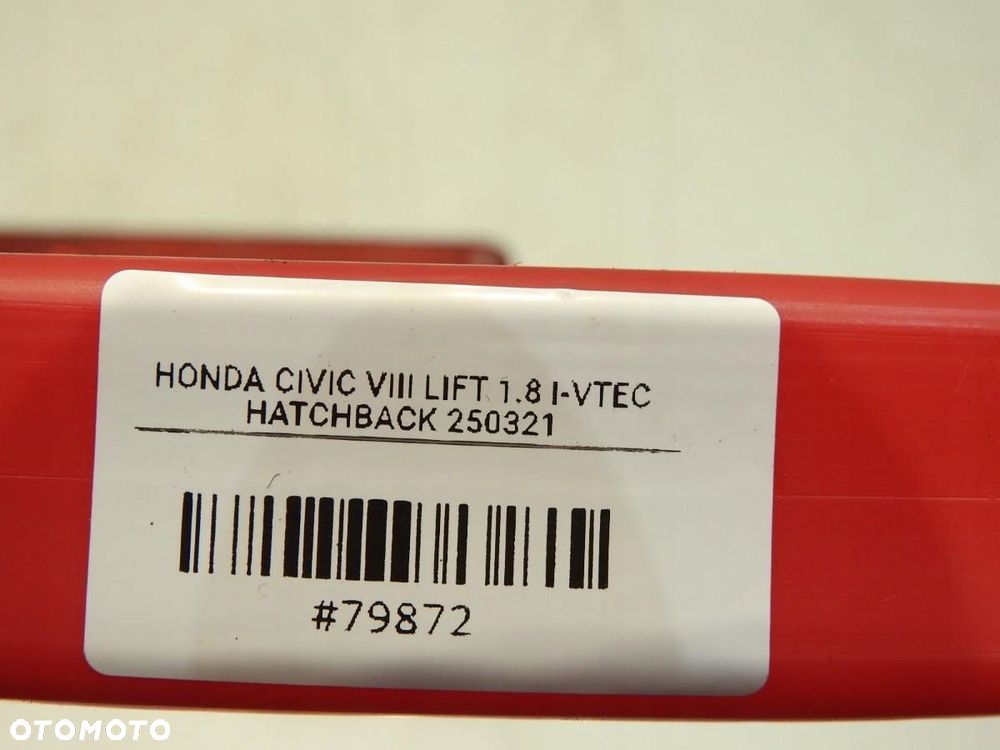 HONDA CIVIC VIII LIFT 1.8 I-VTEC
HATCHBACK 250321
#79872
OTOMOTO